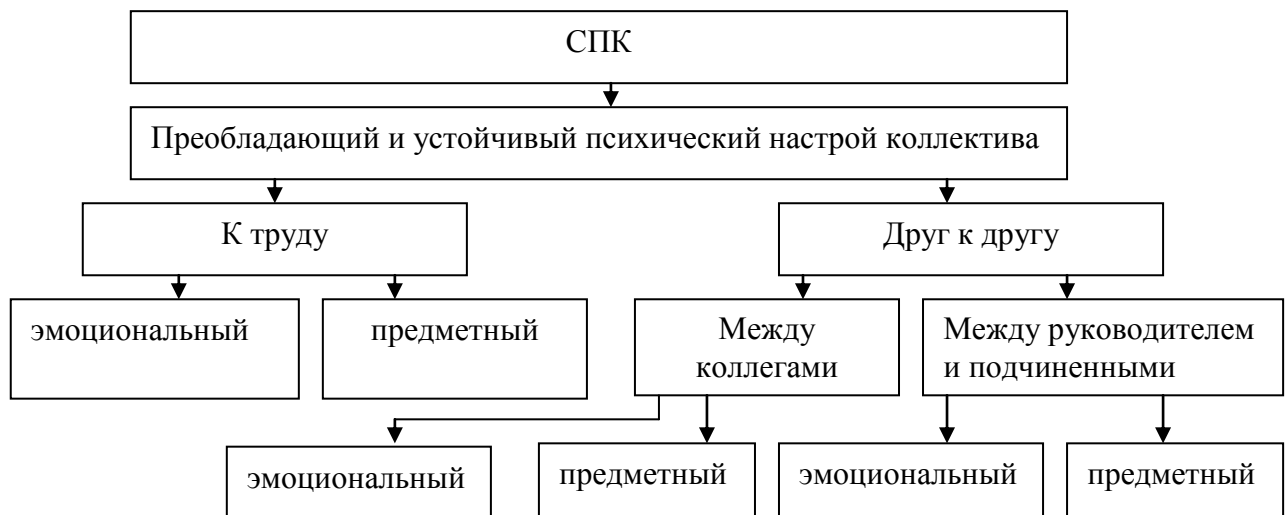 СПК
Преобладающий и устойчивый психический настрой коллектива
К труду
Друг к другу
эмоциональный
предметный
Между
коллегами
Между руководителем
и подчиненными
эмоциональный
предметный
эмоциональный
предметный